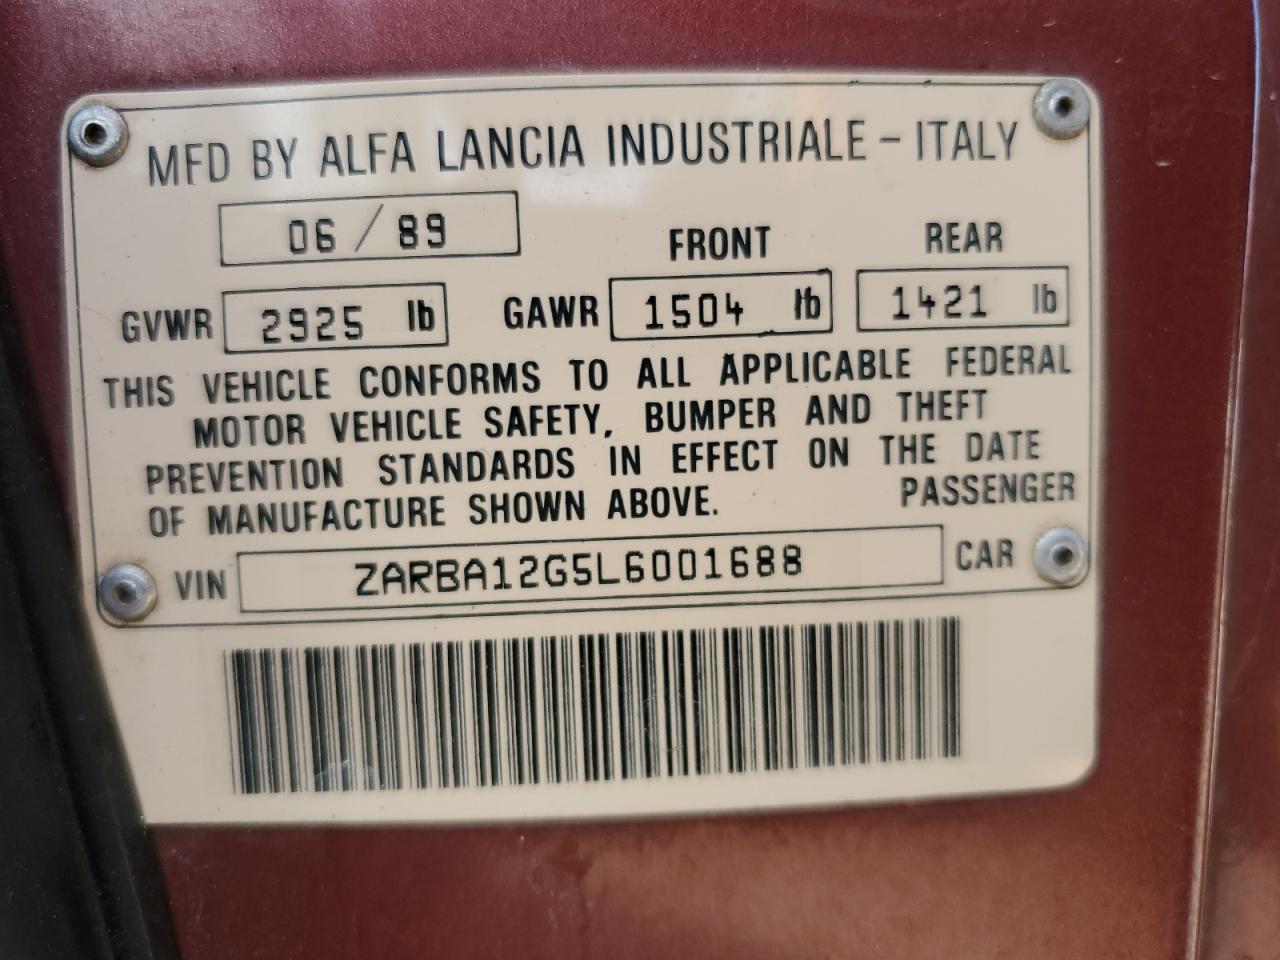 MFD BY ALFA LANCIA INDUSTRIALE - ITALY
06 / 89
FRONT REAR
GVWR 2925 lb GAWR 1504 lb 1421 lb
THIS VEHICLE CONFORMS TO ALL APPLICABLE FEDERAL
MOTOR VEHICLE SAFETY, BUMPER AND THEFT
PREVENTION STANDARDS IN EFFECT ON THE DATE
OF MANUFACTURE SHOWN ABOVE. PASSENGER
VIN ZARBA12G5L6001688 CAR